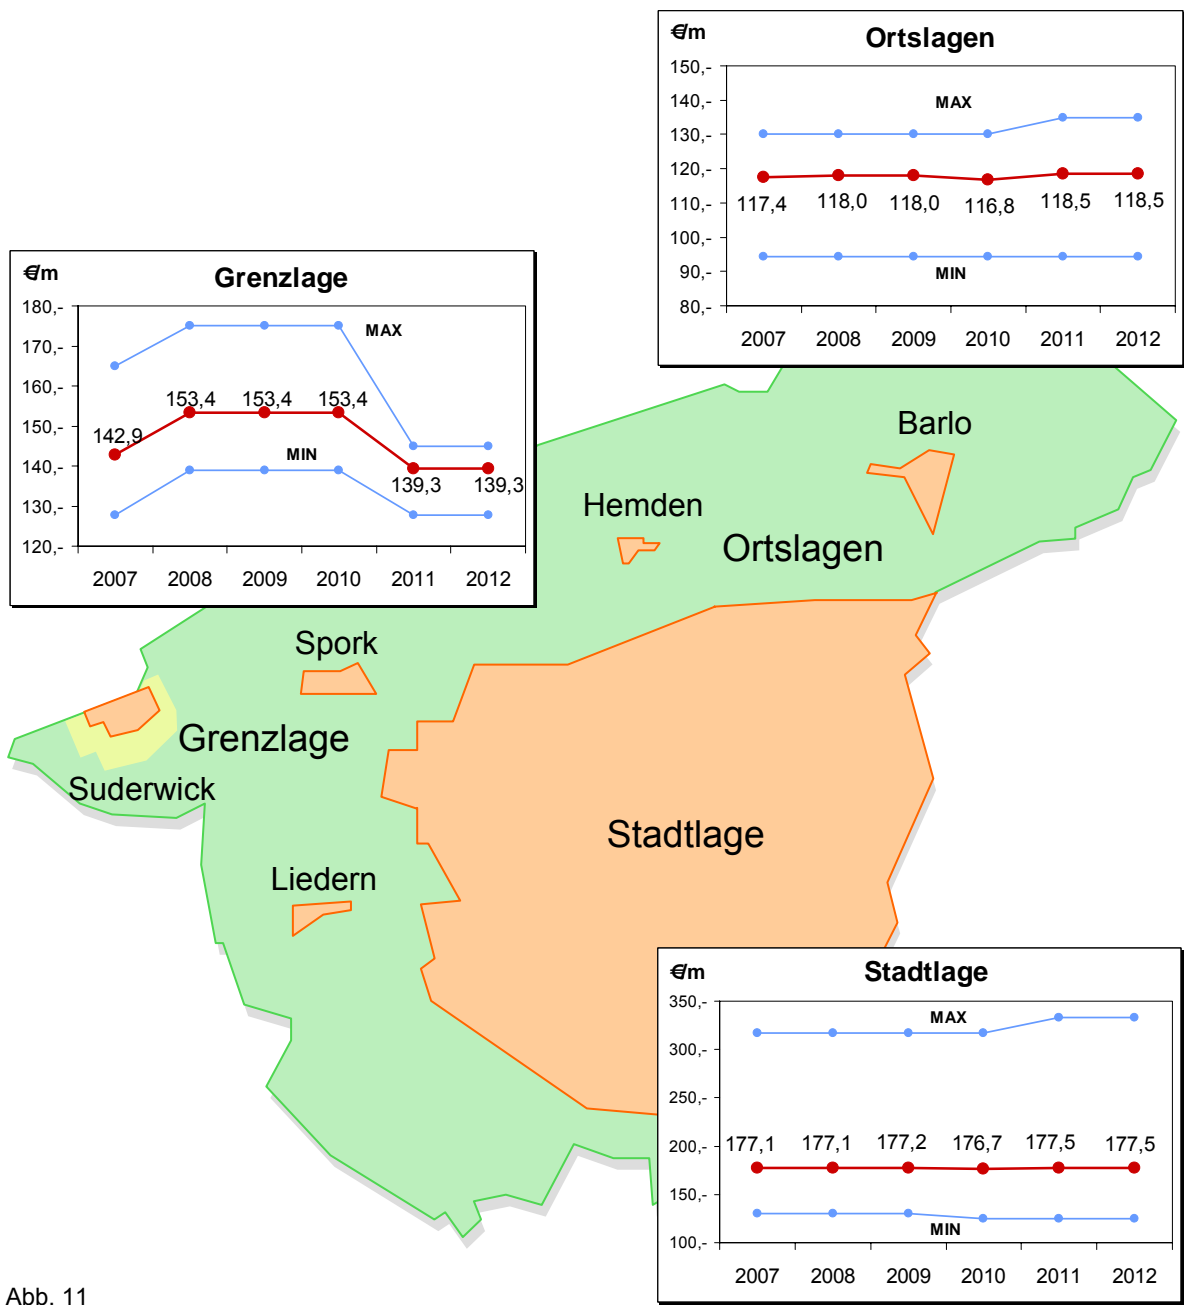 €/m
Ortslagen
150,-
140,-
MAX
130,-
120,-
117,4 118,0 118,0 116,8 118,5 118,5
110,-
100,-
90,-
MIN
80,-
2007 2008 2009 2010 2011 2012
€/m
Grenzlage
180,-
MAX
170,-
160,-
153,4 153,4 153,4
150,-
142,9
MIN
140,-
139,3 139,3
130,-
120,-
2007 2008 2009 2010 2011 2012
Barlo
Hemden
Ortslagen
Spork
Grenzlage
Suderwick
Stadtlage
Liedern
€/m
Stadtlage
350,-
MAX
300,-
250,-
200,-
177,1 177,1 177,2 176,7 177,5 177,5
150,-
MIN
100,-
2007 2008 2009 2010 2011 2012
Abb. 11